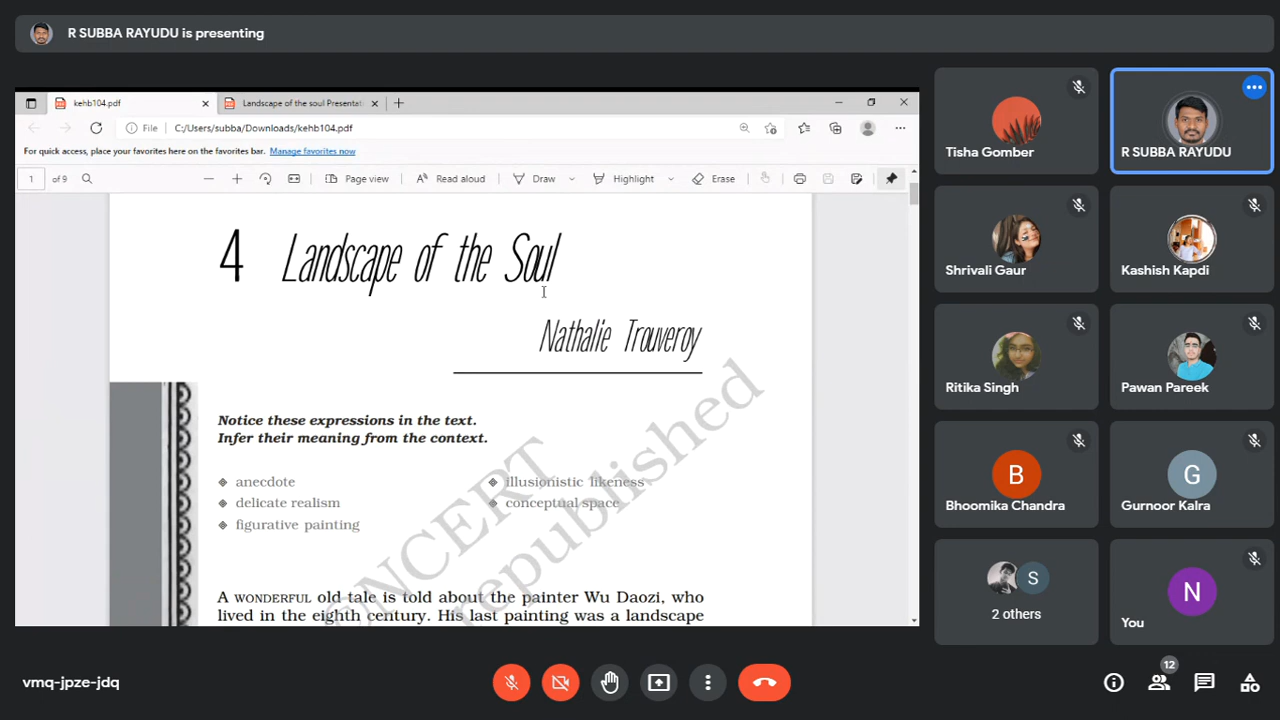 R SUBBA RAYUDU is presenting
kehb104.pdf
Landscape of the soul Presentat
File C:/Users/subba/Downloads/kehb104.pdf
For quick access, place your favorites here on the favorites bar. Manage favorites now
1 of 9 Page view Read aloud Draw Highlight Erase
4 Landscape of the Soul
Nathalie Trouveroy
Notice these expressions in the text.
Infer their meaning from the context.
anecdote
delicate realism
figurative painting
illusionistic likeness
conceptual space
A WONDERFUL old tale is told about the painter Wu Daozi, who
lived in the eighth century. His last painting was a landscape
NCERT
republished
Tisha Gomber
R SUBBA RAYUDU
Shrivali Gaur
Kashish Kapdi
Ritika Singh
Pawan Pareek
B
Bhoomika Chandra
G
Gurnoor Kalra
S
2 others
N
You
vmq-jpze-jdq
12